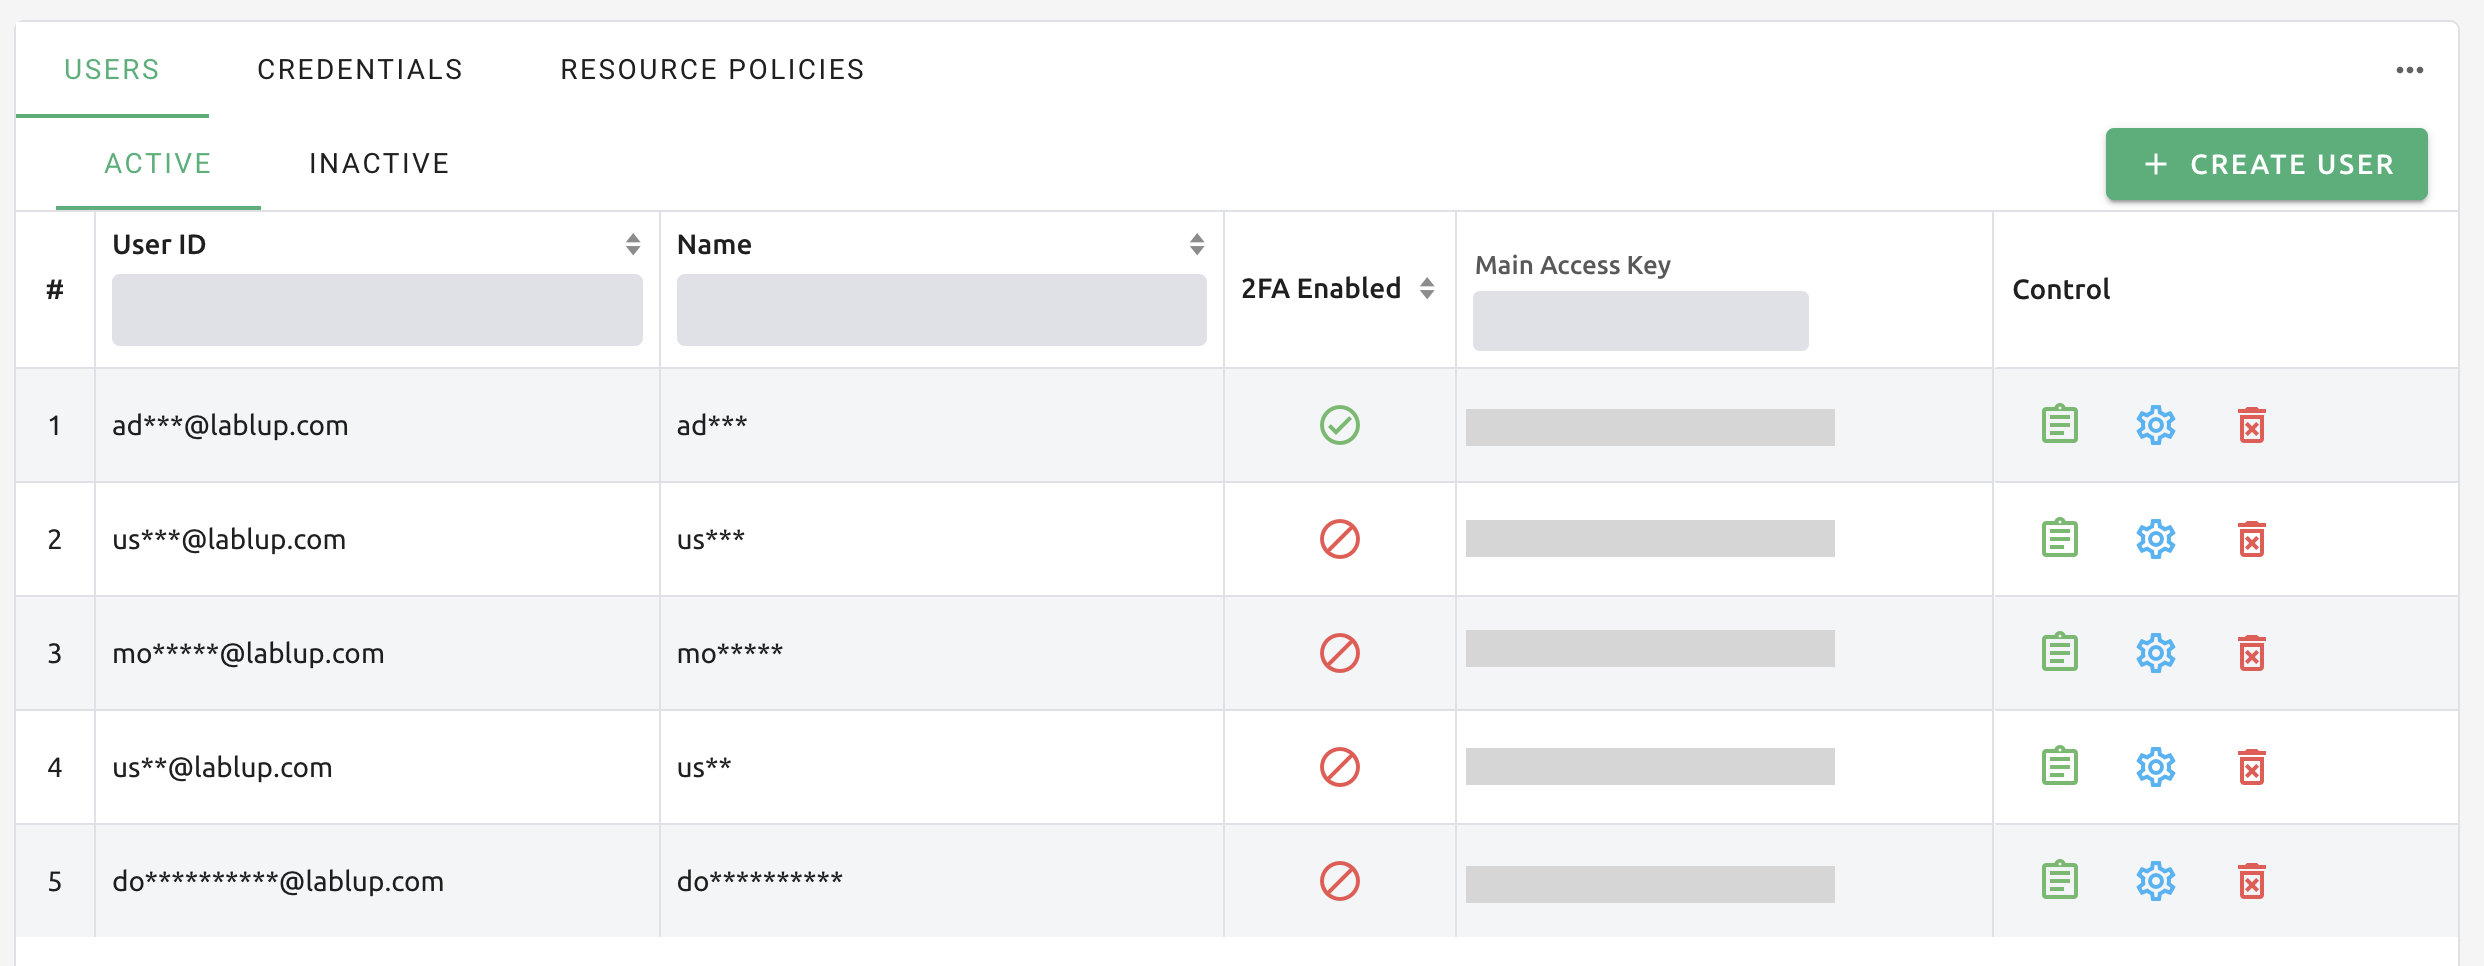 USERS CREDENTIALS RESOURCE POLICIES
ACTIVE INACTIVE + CREATE USER
# User ID Name 2FA Enabled Main Access Key Control
1 ad***@lablup.com ad***
2 us***@lablup.com us***
3 mo*****@lablup.com mo*****
4 us**@lablup.com us**
5 do**********@lablup.com do**********